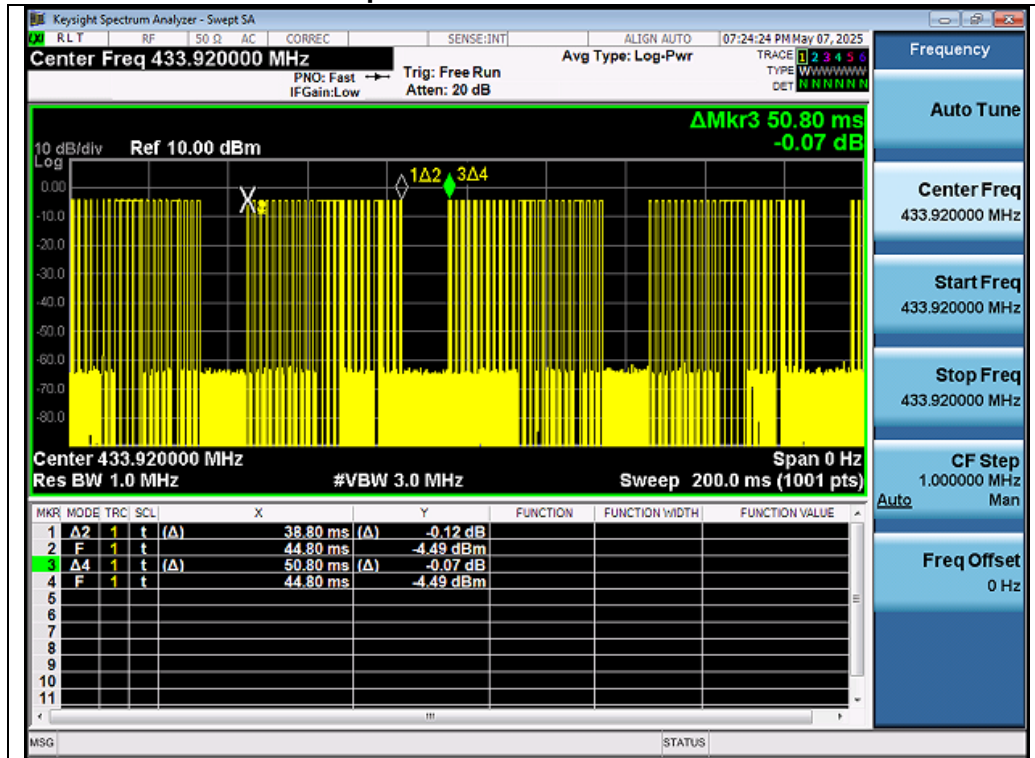 Keysight Spectrum Analyzer - Swept SA
RLT RF 50 Ω AC CORREC SENSE:INT ALIGN AUTO 07:24:24 PM May 07, 2025
Center Freq 433.920000 MHz
PNO: Fast
IFGain:Low
Trig: Free Run
Atten: 20 dB
Avg Type: Log-Pwr
TRACE 1 2 3 4 5 6
TYPE WWWWWW
DET N N N N N N
ΔMkr3 50.80 ms
-0.07 dB
10 dB/div Ref 10.00 dBm
Log
1Δ2 3Δ4
0.00
-10.0
-20.0
-30.0
-40.0
-50.0
-60.0
-70.0
-80.0
Center 433.920000 MHz Span 0 Hz
Res BW 1.0 MHz #VBW 3.0 MHz Sweep 200.0 ms (1001 pts)
MKR MODE TRC SCL X Y FUNCTION FUNCTION WIDTH FUNCTION VALUE
1 Δ2 1 t (Δ) 38.80 ms (Δ) -0.12 dB
2 F 1 t 44.80 ms -4.49 dBm
3 Δ4 1 t (Δ) 50.80 ms (Δ) -0.07 dB
4 F 1 t 44.80 ms -4.49 dBm
5
6
7
8
9
10
11
MSG STATUS
Frequency
Auto Tune
Center Freq
433.920000 MHz
Start Freq
433.920000 MHz
Stop Freq
433.920000 MHz
CF Step
1.000000 MHz
Auto Man
Freq Offset
0 Hz